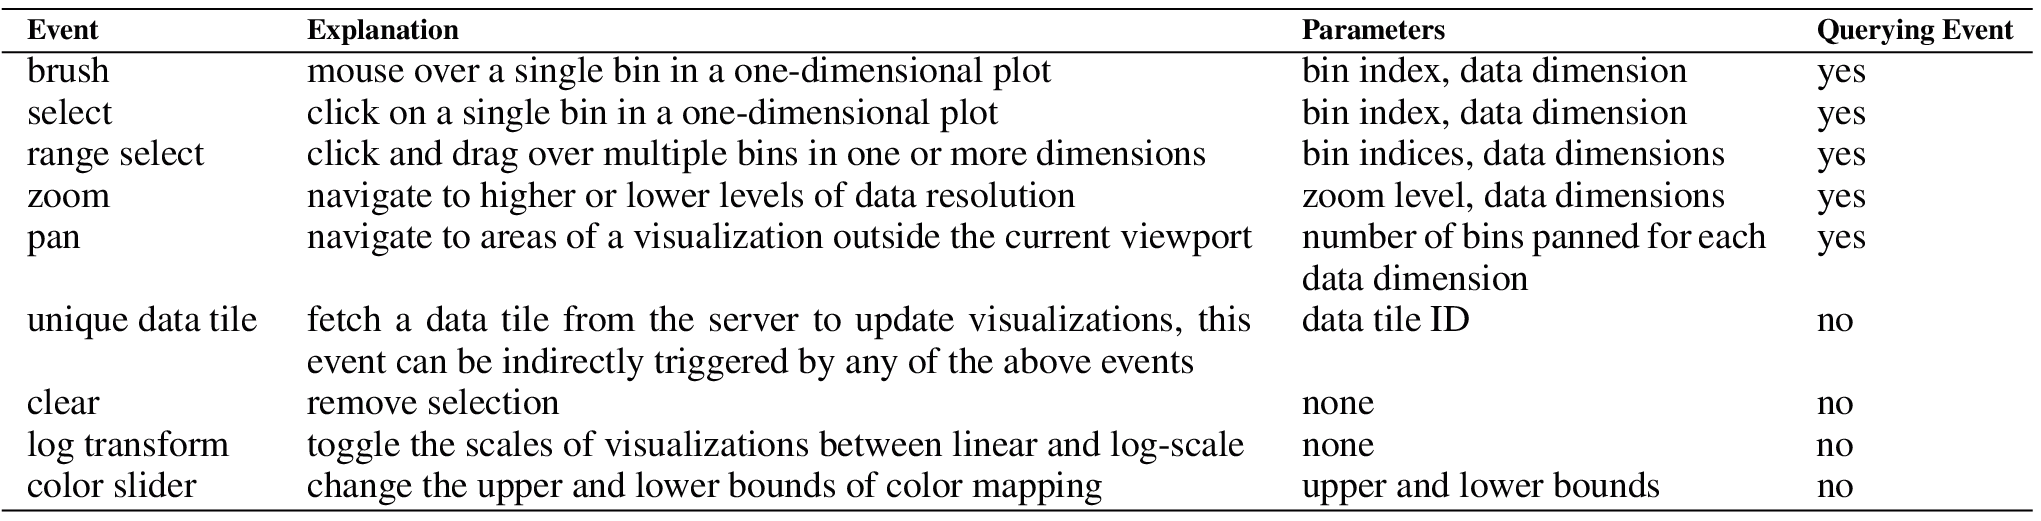 Event Explanation Parameters Querying Event
brush mouse over a single bin in a one-dimensional plot bin index, data dimension yes
select click on a single bin in a one-dimensional plot bin index, data dimension yes
range select click and drag over multiple bins in one or more dimensions bin indices, data dimensions yes
zoom navigate to higher or lower levels of data resolution zoom level, data dimensions yes
pan navigate to areas of a visualization outside the current viewport number of bins panned for each yes
data dimension
unique data tile fetch a data tile from the server to update visualizations, this data tile ID no
event can be indirectly triggered by any of the above events
clear remove selection none no
log transform toggle the scales of visualizations between linear and log-scale none no
color slider change the upper and lower bounds of color mapping upper and lower bounds no